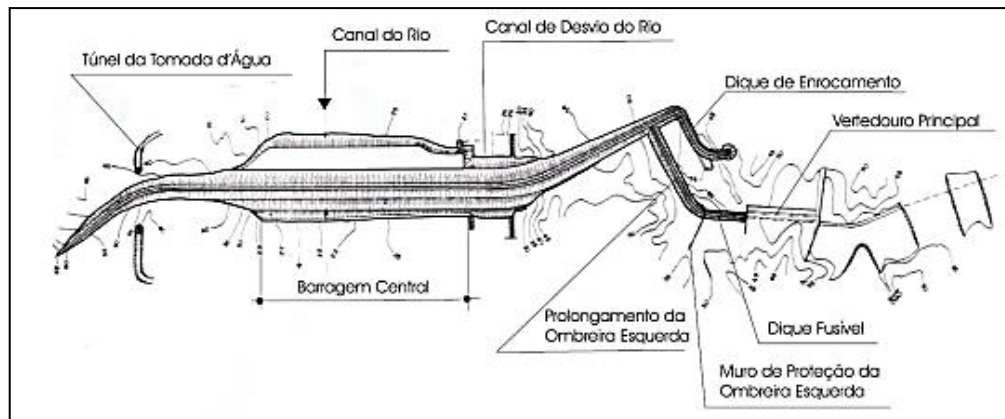 Canal do Rio
Canal de Desvio do Rio
Túnel da Tomada d'Água
Dique de Enrocamento
Vertedouro Principal
Barragem Central
Prolongamento da
Ombreira Esquerda
Dique Fusível
Muro de Proteção da
Ombreira Esquerda